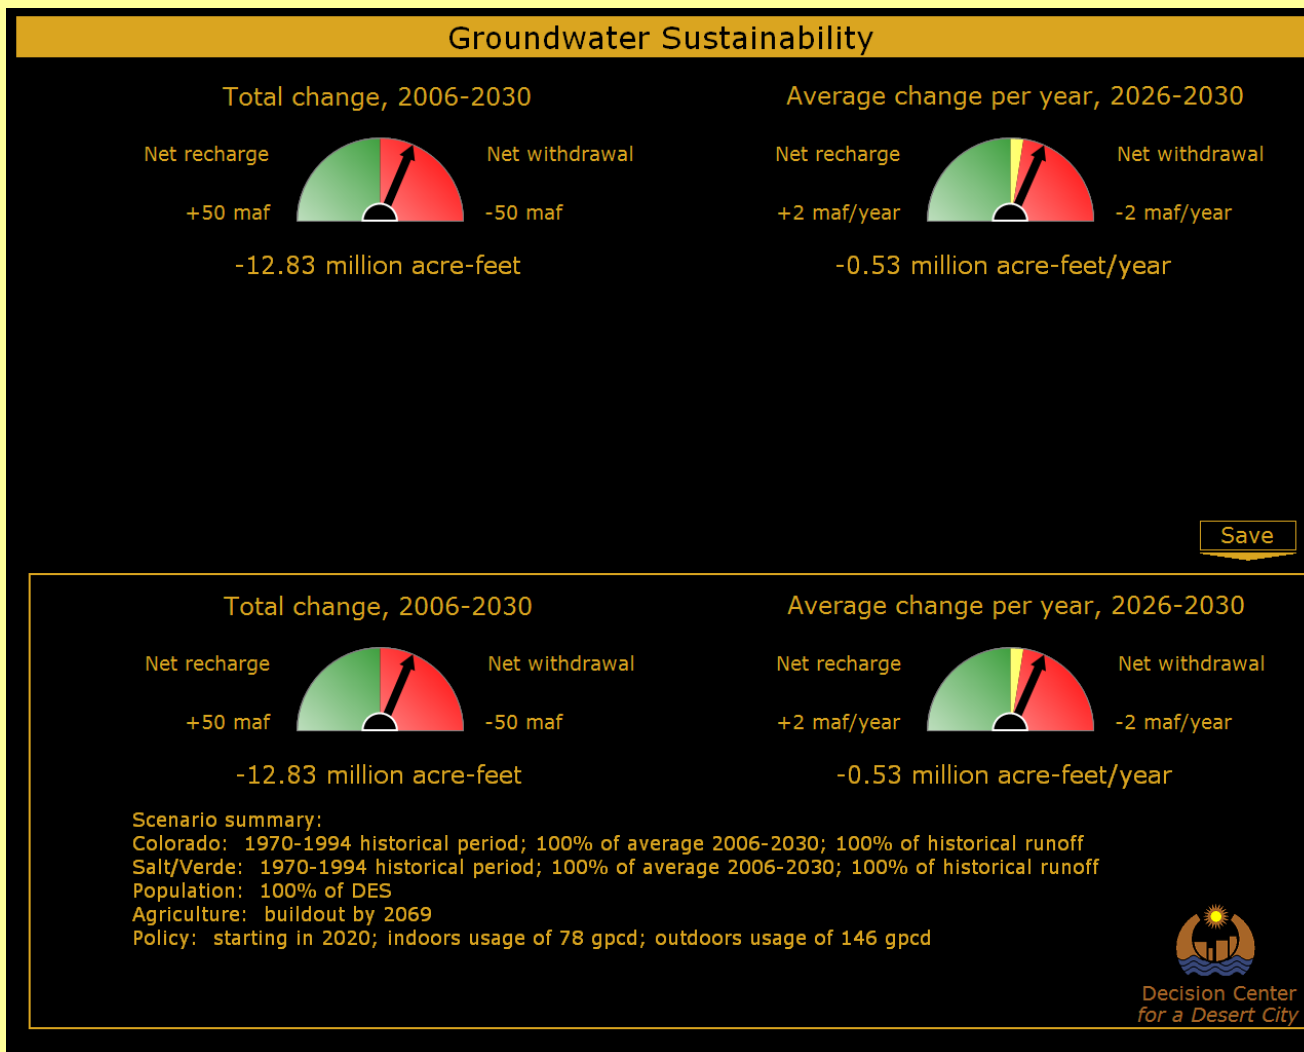 Groundwater Sustainability
Total change, 2006-2030
Net recharge
Net withdrawal
+50 maf
-50 maf
-12.83 million acre-feet
Average change per year, 2026-2030
Net recharge
Net withdrawal
+2 maf/year
-2 maf/year
-0.53 million acre-feet/year
Save
Total change, 2006-2030
Net recharge
Net withdrawal
+50 maf
-50 maf
-12.83 million acre-feet
Average change per year, 2026-2030
Net recharge
Net withdrawal
+2 maf/year
-2 maf/year
-0.53 million acre-feet/year
Scenario summary:
Colorado: 1970-1994 historical period; 100% of average 2006-2030; 100% of historical runoff
Salt/Verde: 1970-1994 historical period; 100% of average 2006-2030; 100% of historical runoff
Population: 100% of DES
Agriculture: buildout by 2069
Policy: starting in 2020; indoors usage of 78 gpcd; outdoors usage of 146 gpcd
Decision Center
for a Desert City